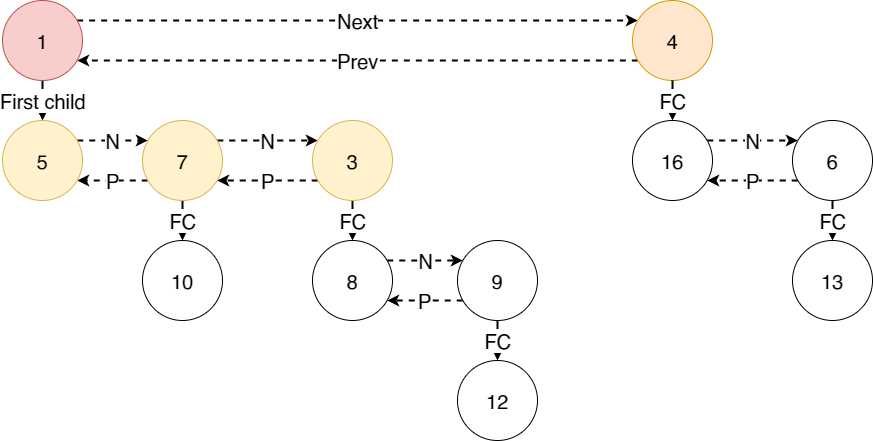 1 Next 4
Prev
First child FC
5 N 7 N 3 16 N 6
P P P
FC FC FC
10 8 N 9 13
P
FC
12